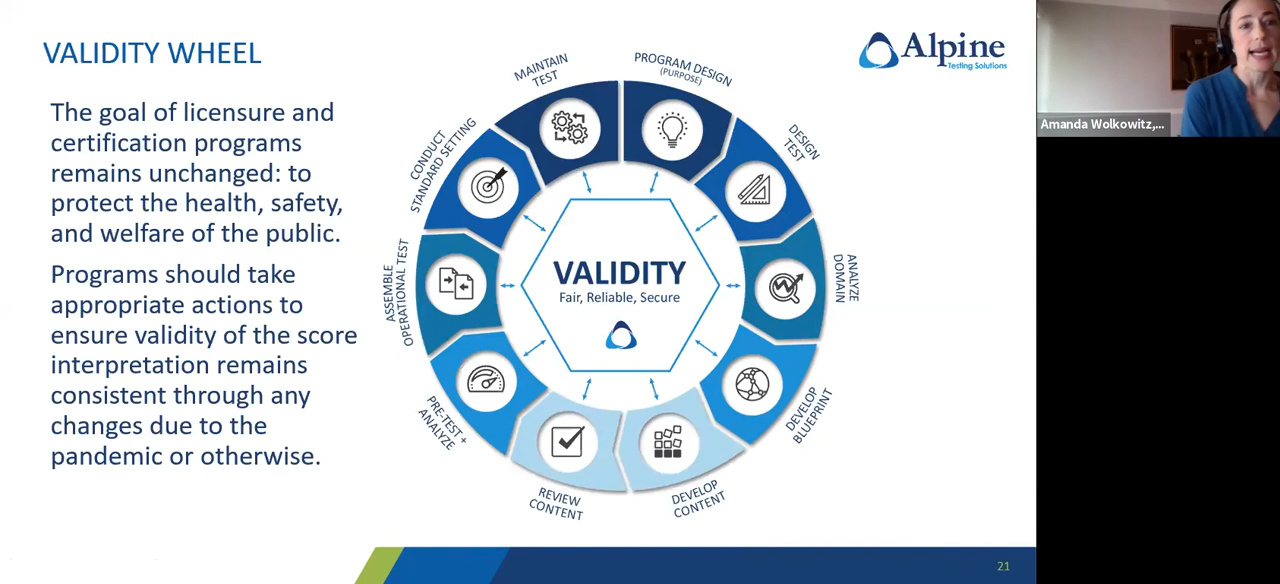 VALIDITY WHEEL
The goal of licensure and
certification programs
remains unchanged: to
protect the health, safety,
and welfare of the public.
Programs should take
appropriate actions to
ensure validity of the score
interpretation remains
consistent through any
changes due to the
pandemic or otherwise.
MAINTAIN
TEST
PROGRAM DESIGN
(PURPOSE)
DESIGN
TEST
ANALYZE
DOMAIN
DEVELOP
BLUEPRINT
DEVELOP
CONTENT
REVIEW
CONTENT
PRE-TEST +
ANALYZE
ASSEMBLE
OPERATIONAL TEST
CONDUCT
STANDARD SETTING
VALIDITY
Fair, Reliable, Secure
Alpine
Testing Solutions
Amanda Wolkowitz,...
21